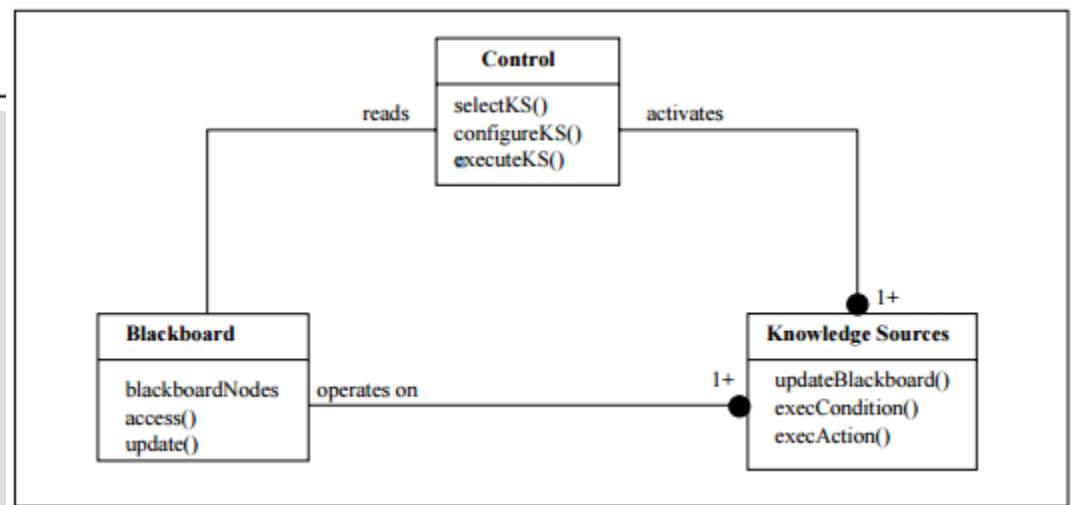 Control
selectKS()
configureKS()
executeKS()
reads
activates
1+
Blackboard
blackboardNodes
access()
update()
operates on
1+
Knowledge Sources
updateBlackboard()
execCondition()
execAction()